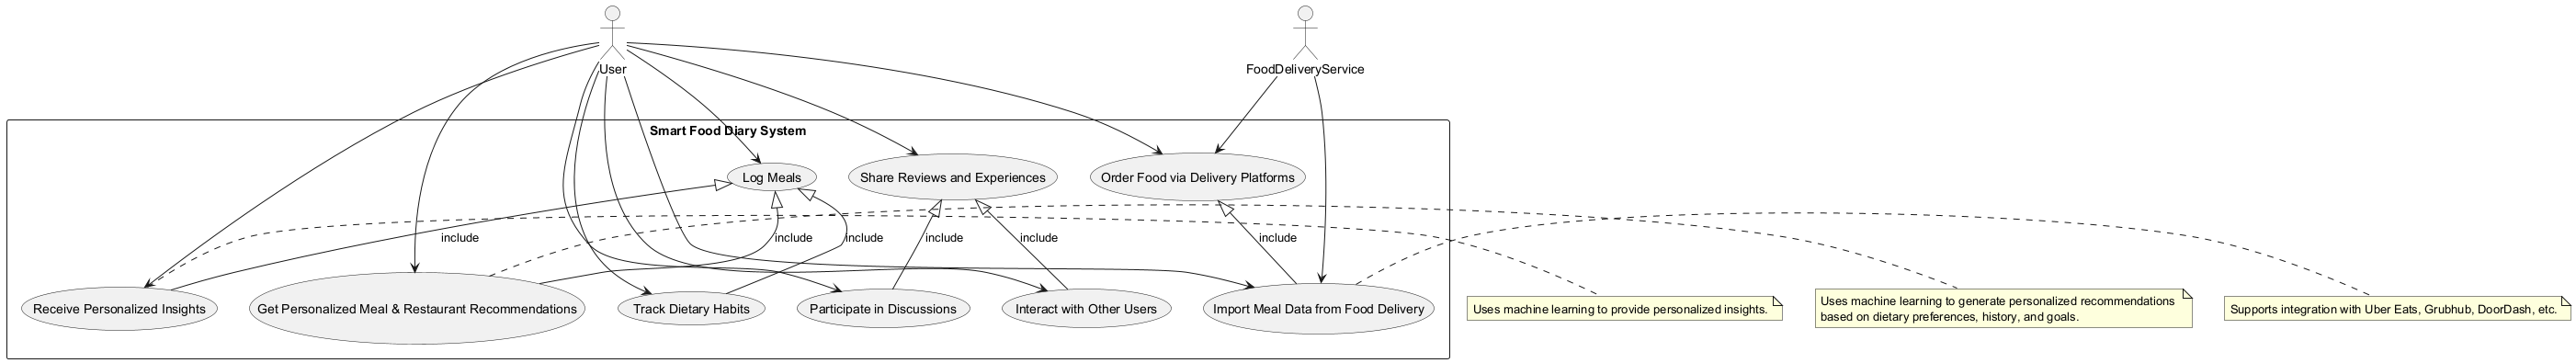 User
FoodDeliveryService
Smart Food Diary System
Log Meals
Share Reviews and Experiences
Order Food via Delivery Platforms
include
include
include
include
include
include
Receive Personalized Insights
Get Personalized Meal & Restaurant Recommendations
Track Dietary Habits
Participate in Discussions
Interact with Other Users
Import Meal Data from Food Delivery
Uses machine learning to provide personalized insights.
Uses machine learning to generate personalized recommendations
based on dietary preferences, history, and goals.
Supports integration with Uber Eats, Grubhub, DoorDash, etc.